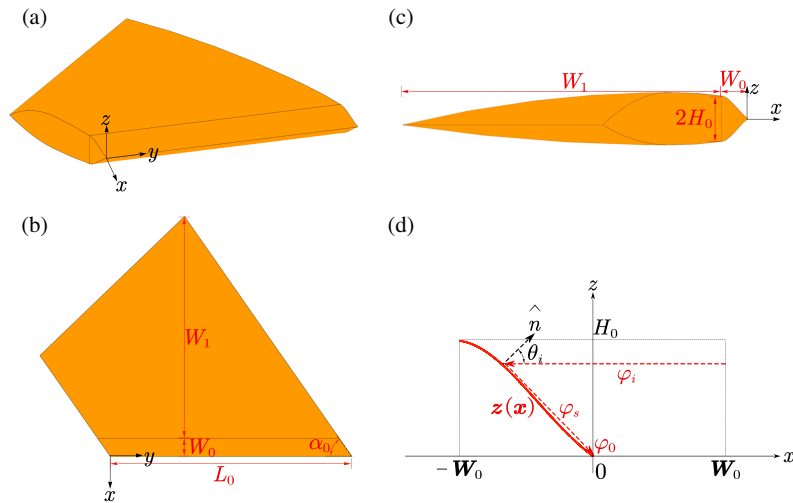 (a)
z
y
x
(b)
W₁
W₀
α₀
y
L₀
x
(c)
W₁
W₀
z
x
2H₀
(d)
z
n̂
H₀
θᵢ
φᵢ
z(x)
φₛ
φ₀
−W₀
0
W₀
x